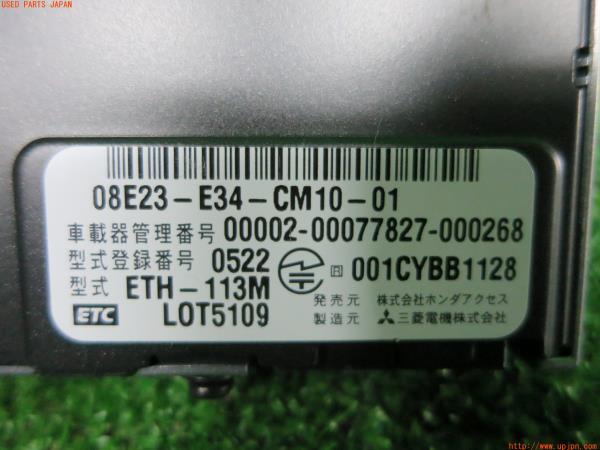 USED PARTS JAPAN
08E23-E34-CM10-01
車載器管理番号 00002-00077827-000268
型式登録番号 0522 R 001CYBB1128
型式 ETH-113M 発売元 株式会社ホンダアクセス
ETC LOT5109 製造元 三菱電機株式会社
http://www.upjpn.com/